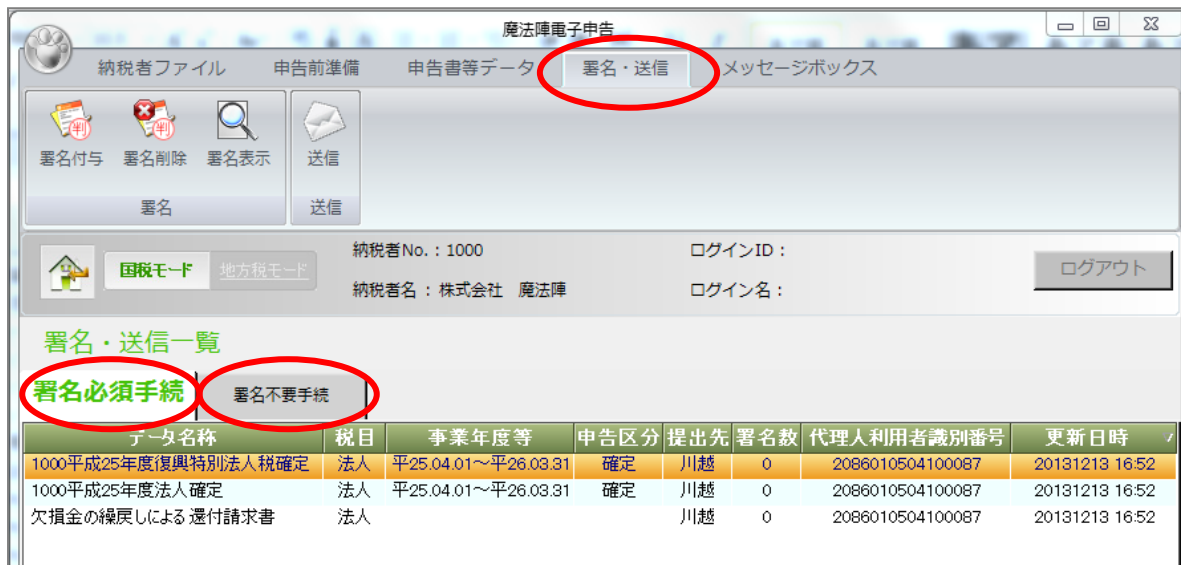 魔法陣電子申告
納税者ファイル 申告前準備 申告書等データ 署名・送信 メッセージボックス
署名付与 署名削除 署名表示 送信
署名 送信
国税モード 地方税モード
納税者No.：1000 ログインID：
納税者名：株式会社 魔法陣 ログイン名：
ログアウト
署名・送信一覧
署名必須手続 署名不要手続
データ名称 税目 事業年度等 申告区分 提出先 署名数 代理人利用者識別番号 更新日時
1000平成25年度復興特別法人税確定 法人 平25.04.01～平26.03.31 確定 川越 0 2086010504100087 20131213 16:52
1000平成25年度法人確定 法人 平25.04.01～平26.03.31 確定 川越 0 2086010504100087 20131213 16:52
欠損金の繰戻しによる還付請求書 法人 川越 0 2086010504100087 20131213 16:52